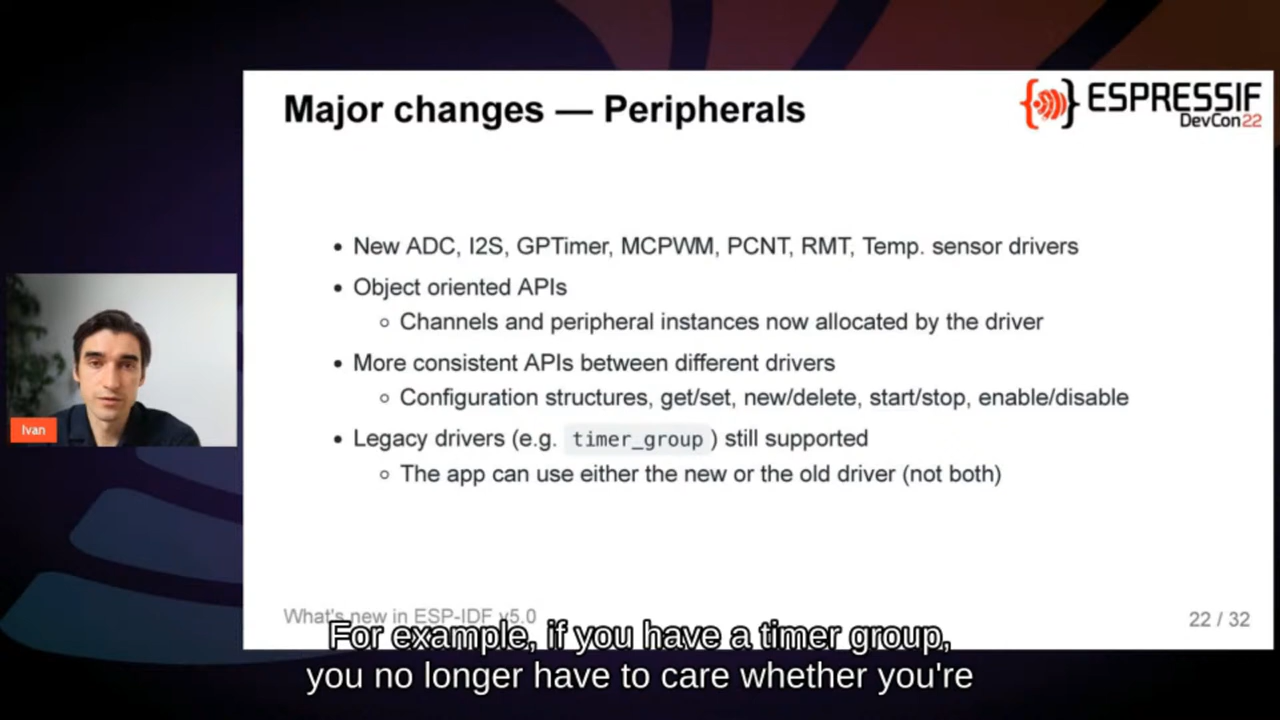 Major changes — Peripherals
{ } ESPRESSIF
DevCon22
• New ADC, I2S, GPTimer, MCPWM, PCNT, RMT, Temp. sensor drivers
• Object oriented APIs
○ Channels and peripheral instances now allocated by the driver
• More consistent APIs between different drivers
○ Configuration structures, get/set, new/delete, start/stop, enable/disable
• Legacy drivers (e.g. timer_group) still supported
○ The app can use either the new or the old driver (not both)
Ivan
What's new in ESP-IDF v5.0
22 / 32
For example, if you have a timer group,
you no longer have to care whether you're